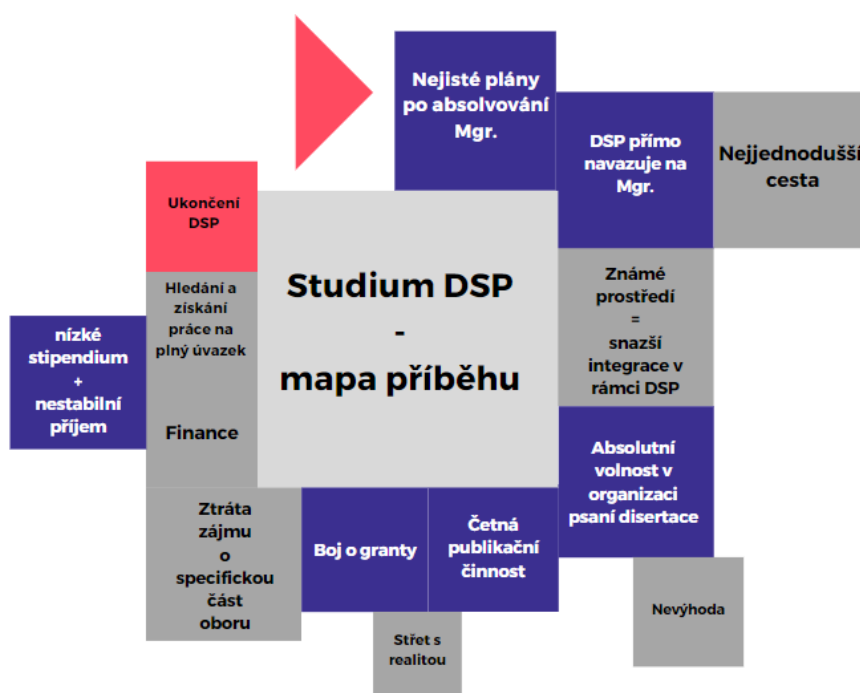 Nejisté plány
po absolvování
Mgr.
DSP přímo
navazuje na
Mgr.
Nejjednodušší
cesta
Ukončení
DSP
Studium DSP
-
mapa příběhu
Známé
prostředí
=
snazší
integrace v
rámci DSP
Hledání a
získání
práce na
plný úvazek
nízké
stipendium
+
nestabilní
příjem
Finance
Absolutní
volnost v
organizaci
psaní disertace
Ztráta
zájmu
o
specifickou
část
oboru
Boj o granty
Četná
publikační
činnost
Nevýhoda
Střet s
realitou